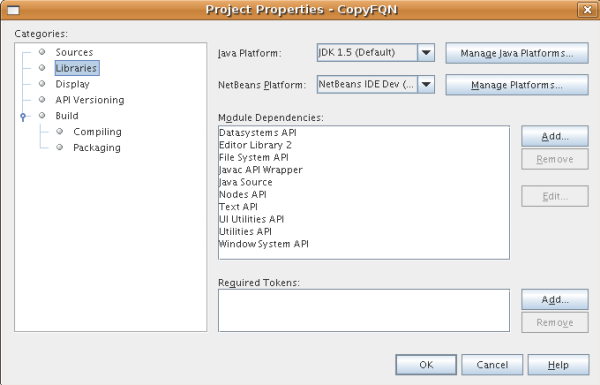 Project Properties - CopyFQN
Categories:
Sources
Libraries
Display
API Versioning
Build
Compiling
Packaging
Java Platform:
JDK 1.5 (Default)
Manage Java Platforms...
NetBeans Platform:
NetBeans IDE Dev (...
Manage Platforms...
Module Dependencies:
Datasystems API
Editor Library 2
File System API
Javac API Wrapper
Java Source
Nodes API
Text API
UI Utilities API
Utilities API
Window System API
Add...
Remove
Edit...
Required Tokens:
Add...
Remove
OK
Cancel
Help